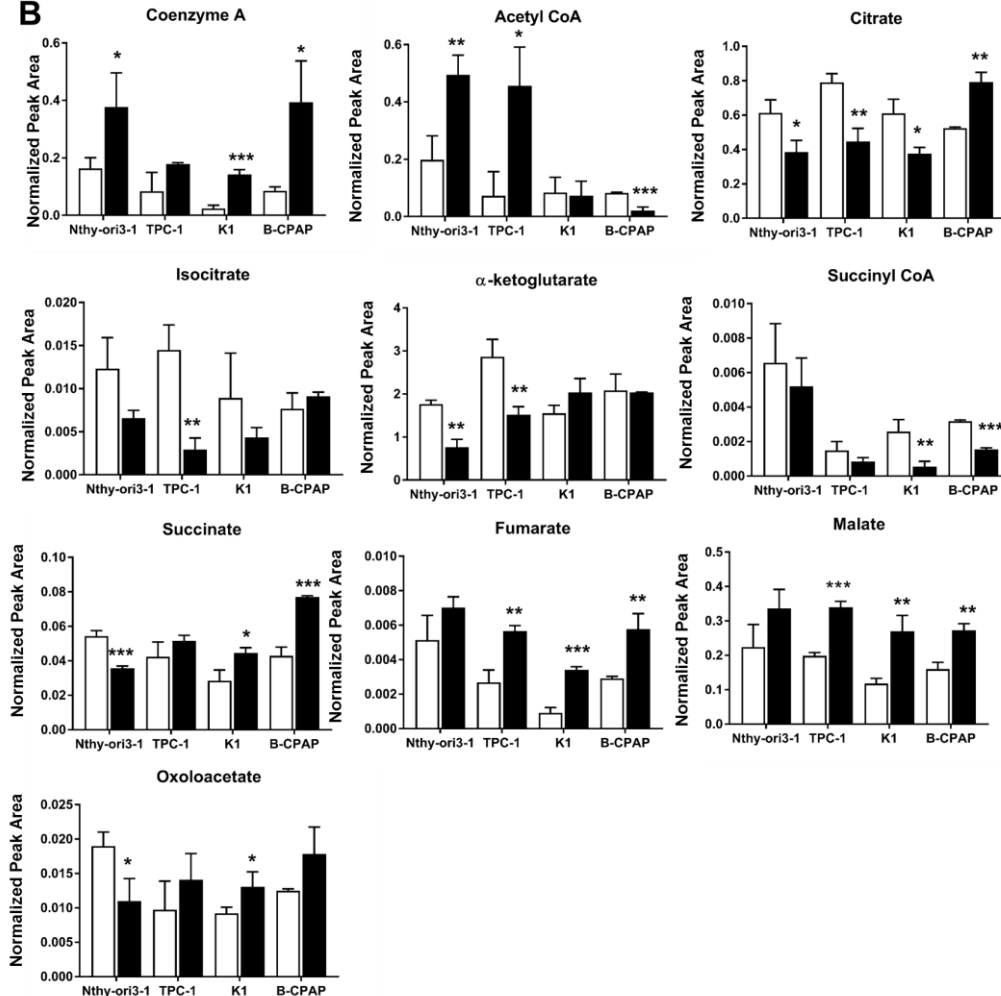 B
Coenzyme A
Normalized Peak Area
0.6
0.4
0.2
0.0
*
***
*
Nthy-ori3-1 TPC-1 K1 B-CPAP
Acetyl CoA
Normalized Peak Area
0.6
0.4
0.2
0.0
**
*
***
Nthy-ori3-1 TPC-1 K1 B-CPAP
Citrate
Normalized Peak Area
1.0
0.8
0.6
0.4
0.2
0.0
*
**
*
**
Nthy-ori3-1 TPC-1 K1 B-CPAP
Isocitrate
Normalized Peak Area
0.020
0.015
0.010
0.005
0.000
**
Nthy-ori3-1 TPC-1 K1 B-CPAP
α-ketoglutarate
Normalized Peak Area
4
3
2
1
0
**
**
Nthy-ori3-1 TPC-1 K1 B-CPAP
Succinyl CoA
Normalized Peak Area
0.010
0.008
0.006
0.004
0.002
0.000
**
***
Nthy-ori3-1 TPC-1 K1 B-CPAP
Succinate
Normalized Peak Area
0.10
0.08
0.06
0.04
0.02
0.00
***
*
***
Nthy-ori3-1 TPC-1 K1 B-CPAP
Fumarate
Normalized Peak Area
0.010
0.008
0.006
0.004
0.002
0.000
**
***
**
Nthy-ori3-1 TPC-1 K1 B-CPAP
Malate
Normalized Peak Area
0.5
0.4
0.3
0.2
0.1
0.0
***
**
**
Nthy-ori3-1 TPC-1 K1 B-CPAP
Oxoloacetate
Normalized Peak Area
0.025
0.020
0.015
0.010
0.005
0.000
*
*
Nthy-ori3-1 TPC-1 K1 B-CPAP